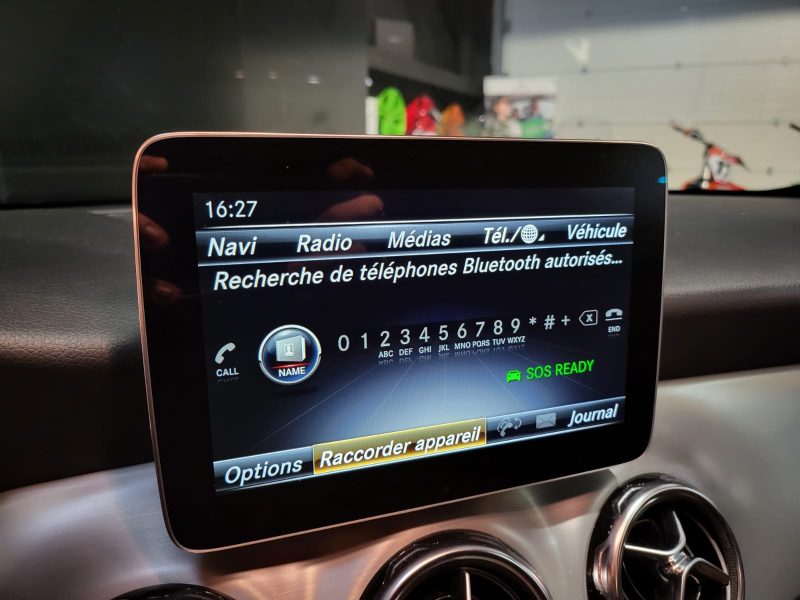 16:27
Navi Radio Médias Tél./ Véhicule
Recherche de téléphones Bluetooth autorisés...
CALL NAME 0 1 2 3 4 5 6 7 8 9 * # + END
ABC DEF GHI JKL MNO PQRS TUV WXYZ
SOS READY
Options Raccorder appareil Journal